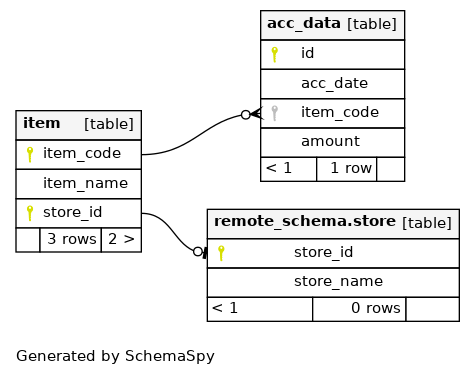 acc_data [table]
id
acc_date
item_code
amount
< 1 1 row
item [table]
item_code
item_name
store_id
3 rows 2 >
remote_schema.store [table]
store_id
store_name
< 1 0 rows
Generated by SchemaSpy